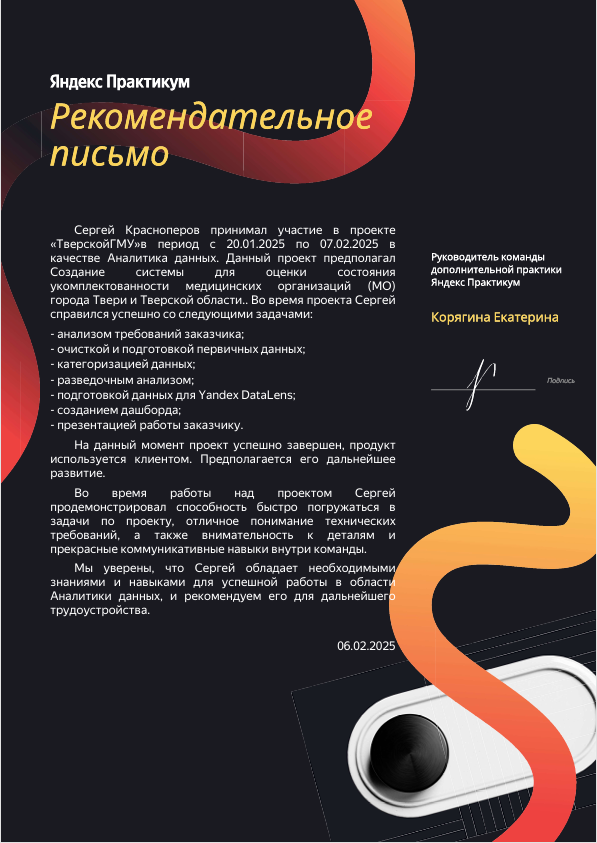 Яндекс Практикум
Рекомендательное
письмо
Сергей Красноперов принимал участие в проекте
«ТверскойГМУ»в период с 20.01.2025 по 07.02.2025 в
качестве Аналитика данных. Данный проект предполагал
Создание системы для оценки состояния
укомплектованности медицинских организаций (МО)
города Твери и Тверской области.. Во время проекта Сергей
справился успешно со следующими задачами:
- анализом требований заказчика;
- очисткой и подготовкой первичных данных;
- категоризацией данных;
- разведочным анализом;
- подготовкой данных для Yandex DataLens;
- созданием дашборда;
- презентацией работы заказчику.
На данный момент проект успешно завершен, продукт
используется клиентом. Предполагается его дальнейшее
развитие.
Во время работы над проектом Сергей
продемонстрировал способность быстро погружаться в
задачи по проекту, отличное понимание технических
требований, а также внимательность к деталям и
прекрасные коммуникативные навыки внутри команды.
Мы уверены, что Сергей обладает необходимыми
знаниями и навыками для успешной работы в области
Аналитики данных, и рекомендуем его для дальнейшего
трудоустройства.
06.02.2025
Руководитель команды
дополнительной практики
Яндекс Практикум
Корягина Екатерина
Подпись